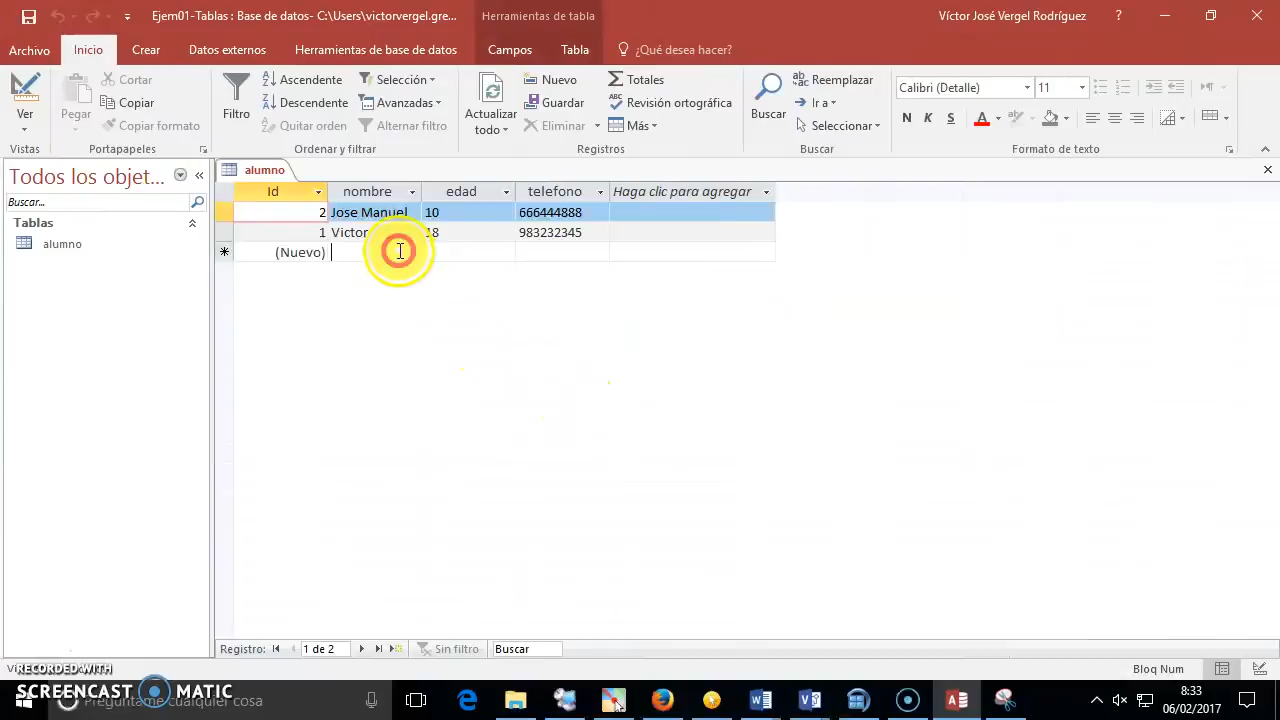 Ejem01-Tablas : Base de datos- C:\Users\victorvergel.gre...
Herramientas de tabla
Víctor José Vergel Rodríguez
?
Archivo
Inicio
Crear
Datos externos
Herramientas de base de datos
Campos
Tabla
¿Qué desea hacer?
Ver
Vistas
Pegar
Cortar
Copiar
Copiar formato
Portapapeles
Filtro
Ascendente
Descendente
Quitar orden
Selección
Avanzadas
Alternar filtro
Ordenar y filtrar
Actualizar
todo
Nuevo
Guardar
Eliminar
Totales
Revisión ortográfica
Más
Registros
Buscar
Reemplazar
Ir a
Seleccionar
Buscar
Calibri (Detalle)
11
N K S
Formato de texto
Todos los objet...
Buscar...
Tablas
alumno
alumno
Id nombre edad telefono Haga clic para agregar
2 Jose Manuel 10 666444888
1 Victor 18 983232345
(Nuevo)
Registro: 1 de 2 Sin filtro Buscar
Bloq Num
RECORDED WITH
SCREENCAST MATIC
Pregúntame cualquier cosa
8:33
06/02/2017